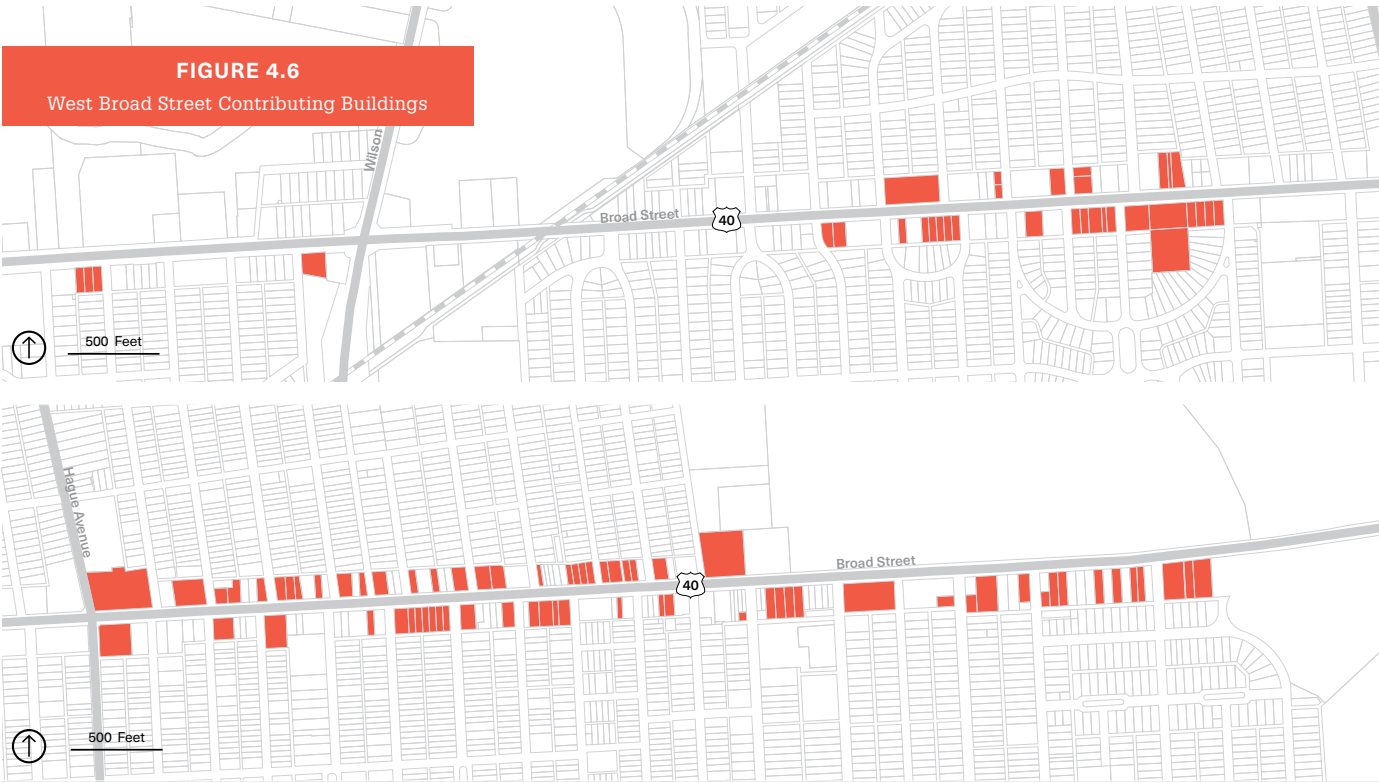 FIGURE 4.6
West Broad Street Contributing Buildings
Wilson
Broad Street
40
500 Feet
Hague Avenue
Broad Street
40
500 Feet